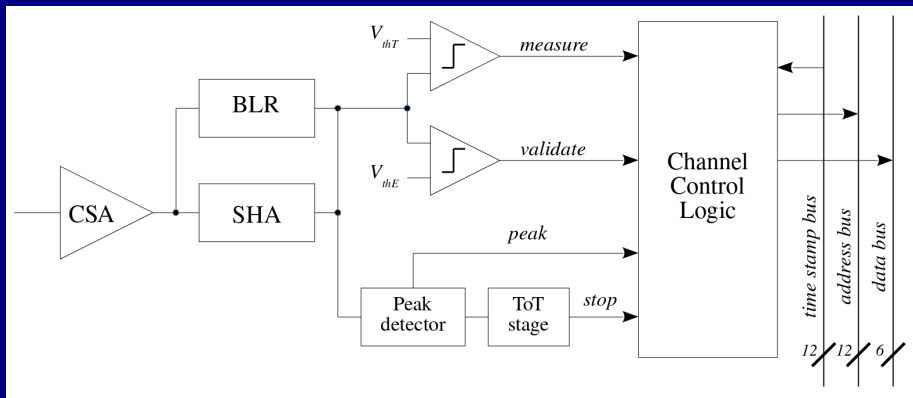 V_thT
measure
BLR
validate
V_thE
Channel
Control
Logic
CSA
SHA
peak
Peak
detector
ToT
stage
stop
time stamp bus
address bus
data bus
12
12
6